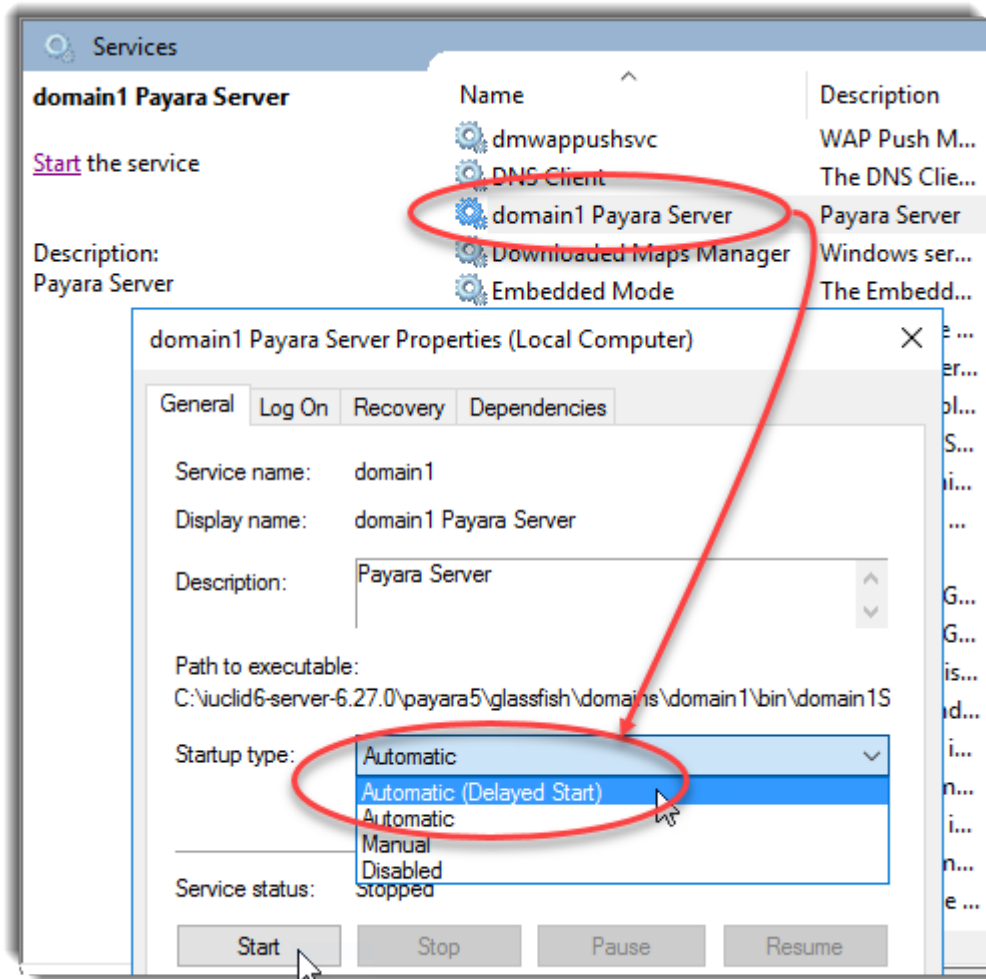 Services
domain1 Payara Server
Start the service
Description:
Payara Server
Name Description
dmwappushsvc WAP Push M...
DNS Client The DNS Clie...
domain1 Payara Server Payara Server
Downloaded Maps Manager Windows ser...
Embedded Mode The Embedd...
domain1 Payara Server Properties (Local Computer)
General Log On Recovery Dependencies
Service name: domain1
Display name: domain1 Payara Server
Description: Payara Server
Path to executable:
C:\iuclid6-server-6.27.0\payara5\glassfish\domains\domain1\bin\domain1S
Startup type: Automatic
Automatic (Delayed Start)
Automatic
Manual
Disabled
Service status: Stopped
Start Stop Pause Resume